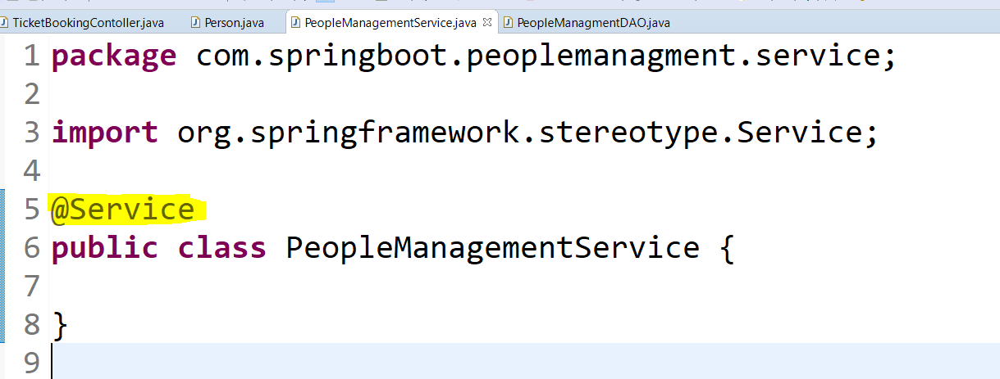 TicketBookingContoller.java Person.java PeopleManagementService.java PeopleManagmentDAO.java
1 package com.springboot.peoplemanagment.service;
2
3 import org.springframework.stereotype.Service;
4
5 @Service
6 public class PeopleManagementService {
7
8 }
9